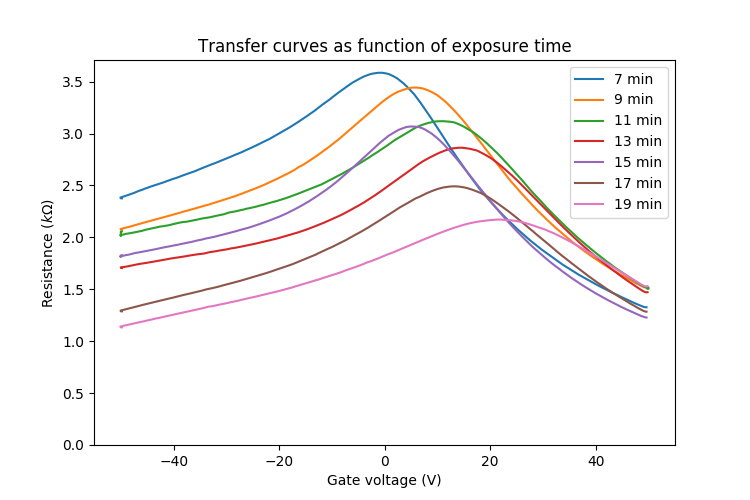 Transfer curves as function of exposure time
Resistance (kΩ)
3.5
3.0
2.5
2.0
1.5
1.0
0.5
0.0
7 min
9 min
11 min
13 min
15 min
17 min
19 min
−40
−20
0
20
40
Gate voltage (V)